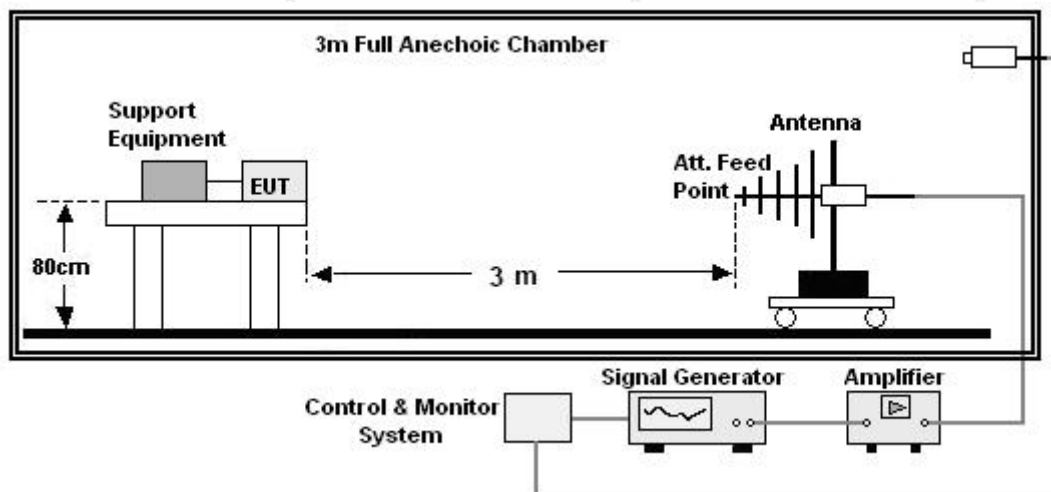 3m Full Anechoic Chamber
Support
Equipment
Antenna
Att. Feed
Point
EUT
80cm
3 m
Signal Generator
Amplifier
Control & Monitor
System